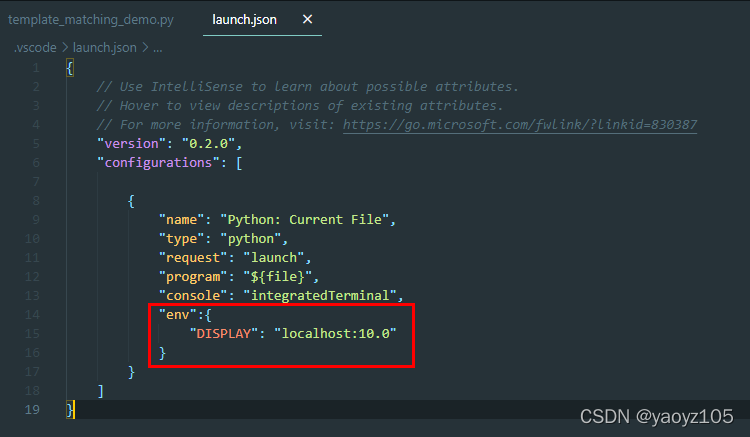 template_matching_demo.py launch.json ×
.vscode > launch.json > ...
1 {
2 // Use IntelliSense to learn about possible attributes.
3 // Hover to view descriptions of existing attributes.
4 // For more information, visit: https://go.microsoft.com/fwlink/?linkid=830387
5 "version": "0.2.0",
6 "configurations": [
7
8 {
9 "name": "Python: Current File",
10 "type": "python",
11 "request": "launch",
12 "program": "${file}",
13 "console": "integratedTerminal",
14 "env":{
15 "DISPLAY": "localhost:10.0"
16 }
17 }
18 ]
19 }
CSDN @yaoyz105